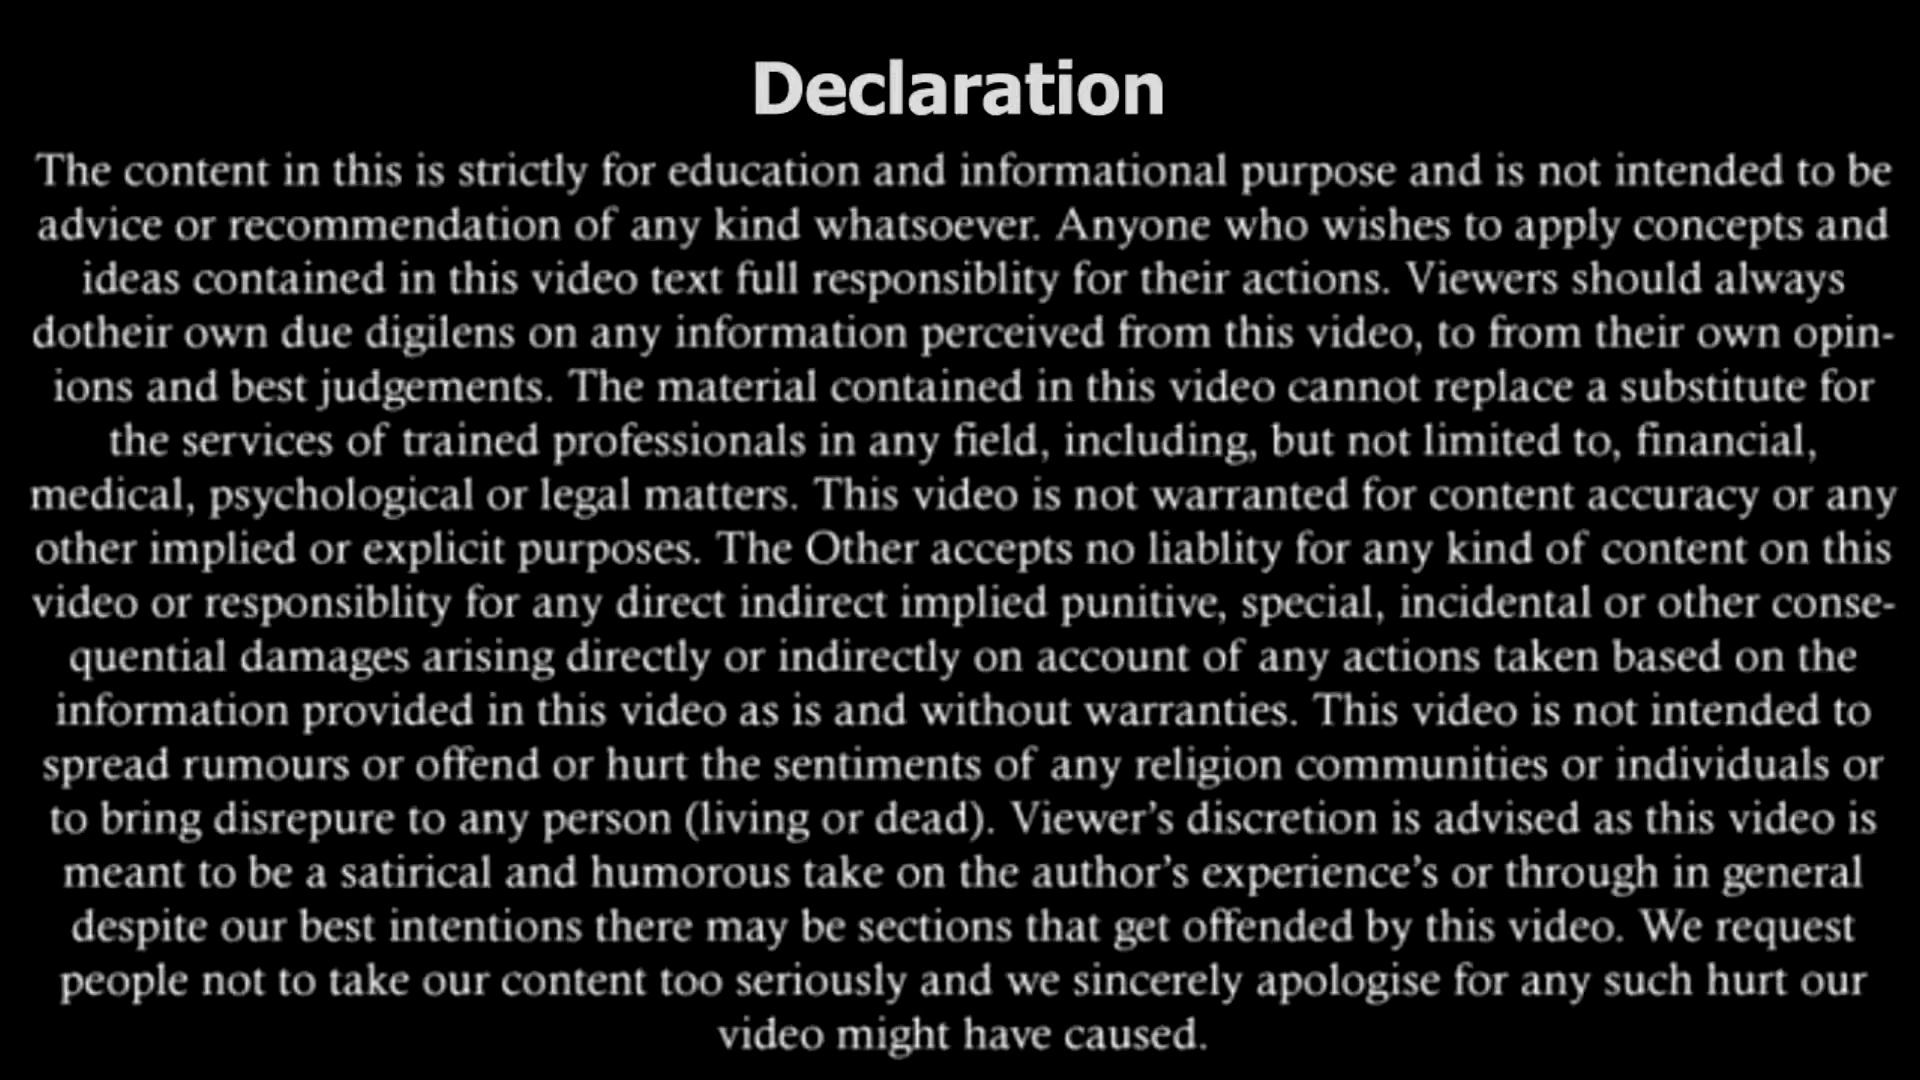 Declaration
The content in this is strictly for education and informational purpose and is not intended to be
advice or recommendation of any kind whatsoever. Anyone who wishes to apply concepts and
ideas contained in this video text full responsiblity for their actions. Viewers should always
dotheir own due digilens on any information perceived from this video, to from their own opin-
ions and best judgements. The material contained in this video cannot replace a substitute for
the services of trained professionals in any field, including, but not limited to, financial,
medical, psychological or legal matters. This video is not warranted for content accuracy or any
other implied or explicit purposes. The Other accepts no liablity for any kind of content on this
video or responsiblity for any direct indirect implied punitive, special, incidental or other conse-
quential damages arising directly or indirectly on account of any actions taken based on the
information provided in this video as is and without warranties. This video is not intended to
spread rumours or offend or hurt the sentiments of any religion communities or individuals or
to bring disrepure to any person (living or dead). Viewer's discretion is advised as this video is
meant to be a satirical and humorous take on the author's experience's or through in general
despite our best intentions there may be sections that get offended by this video. We request
people not to take our content too seriously and we sincerely apologise for any such hurt our
video might have caused.